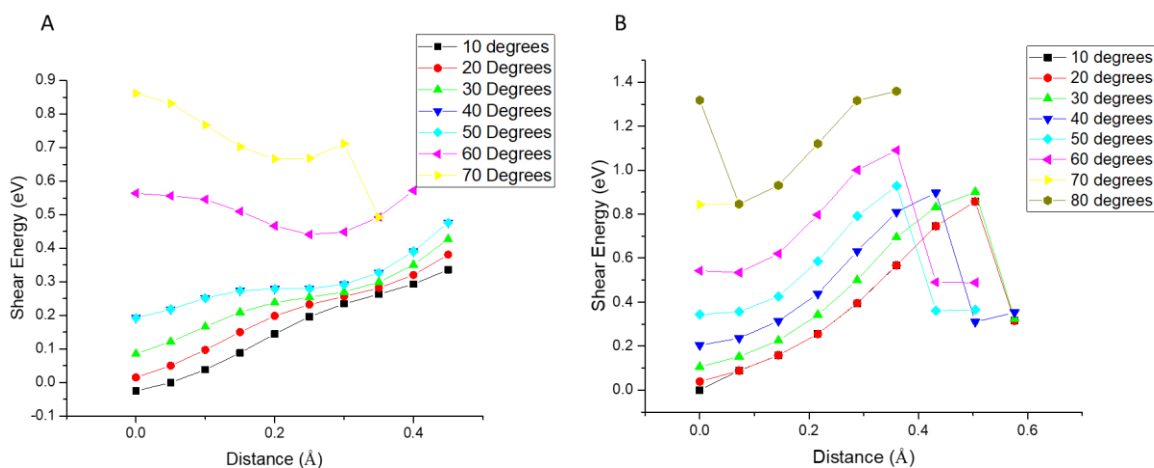 A
10 degrees
20 Degrees
30 Degrees
40 Degrees
50 Degrees
60 Degrees
70 Degrees
0.9
0.8
0.7
0.6
0.5
0.4
0.3
0.2
0.1
0.0
-0.1
Shear Energy (eV)
0.0
0.2
0.4
Distance (Å)
B
10 degrees
20 degrees
30 degrees
40 degrees
50 degrees
60 degrees
70 degrees
80 degrees
1.4
1.2
1.0
0.8
0.6
0.4
0.2
0.0
Shear Energy (eV)
0.0
0.2
0.4
0.6
Distance (Å)